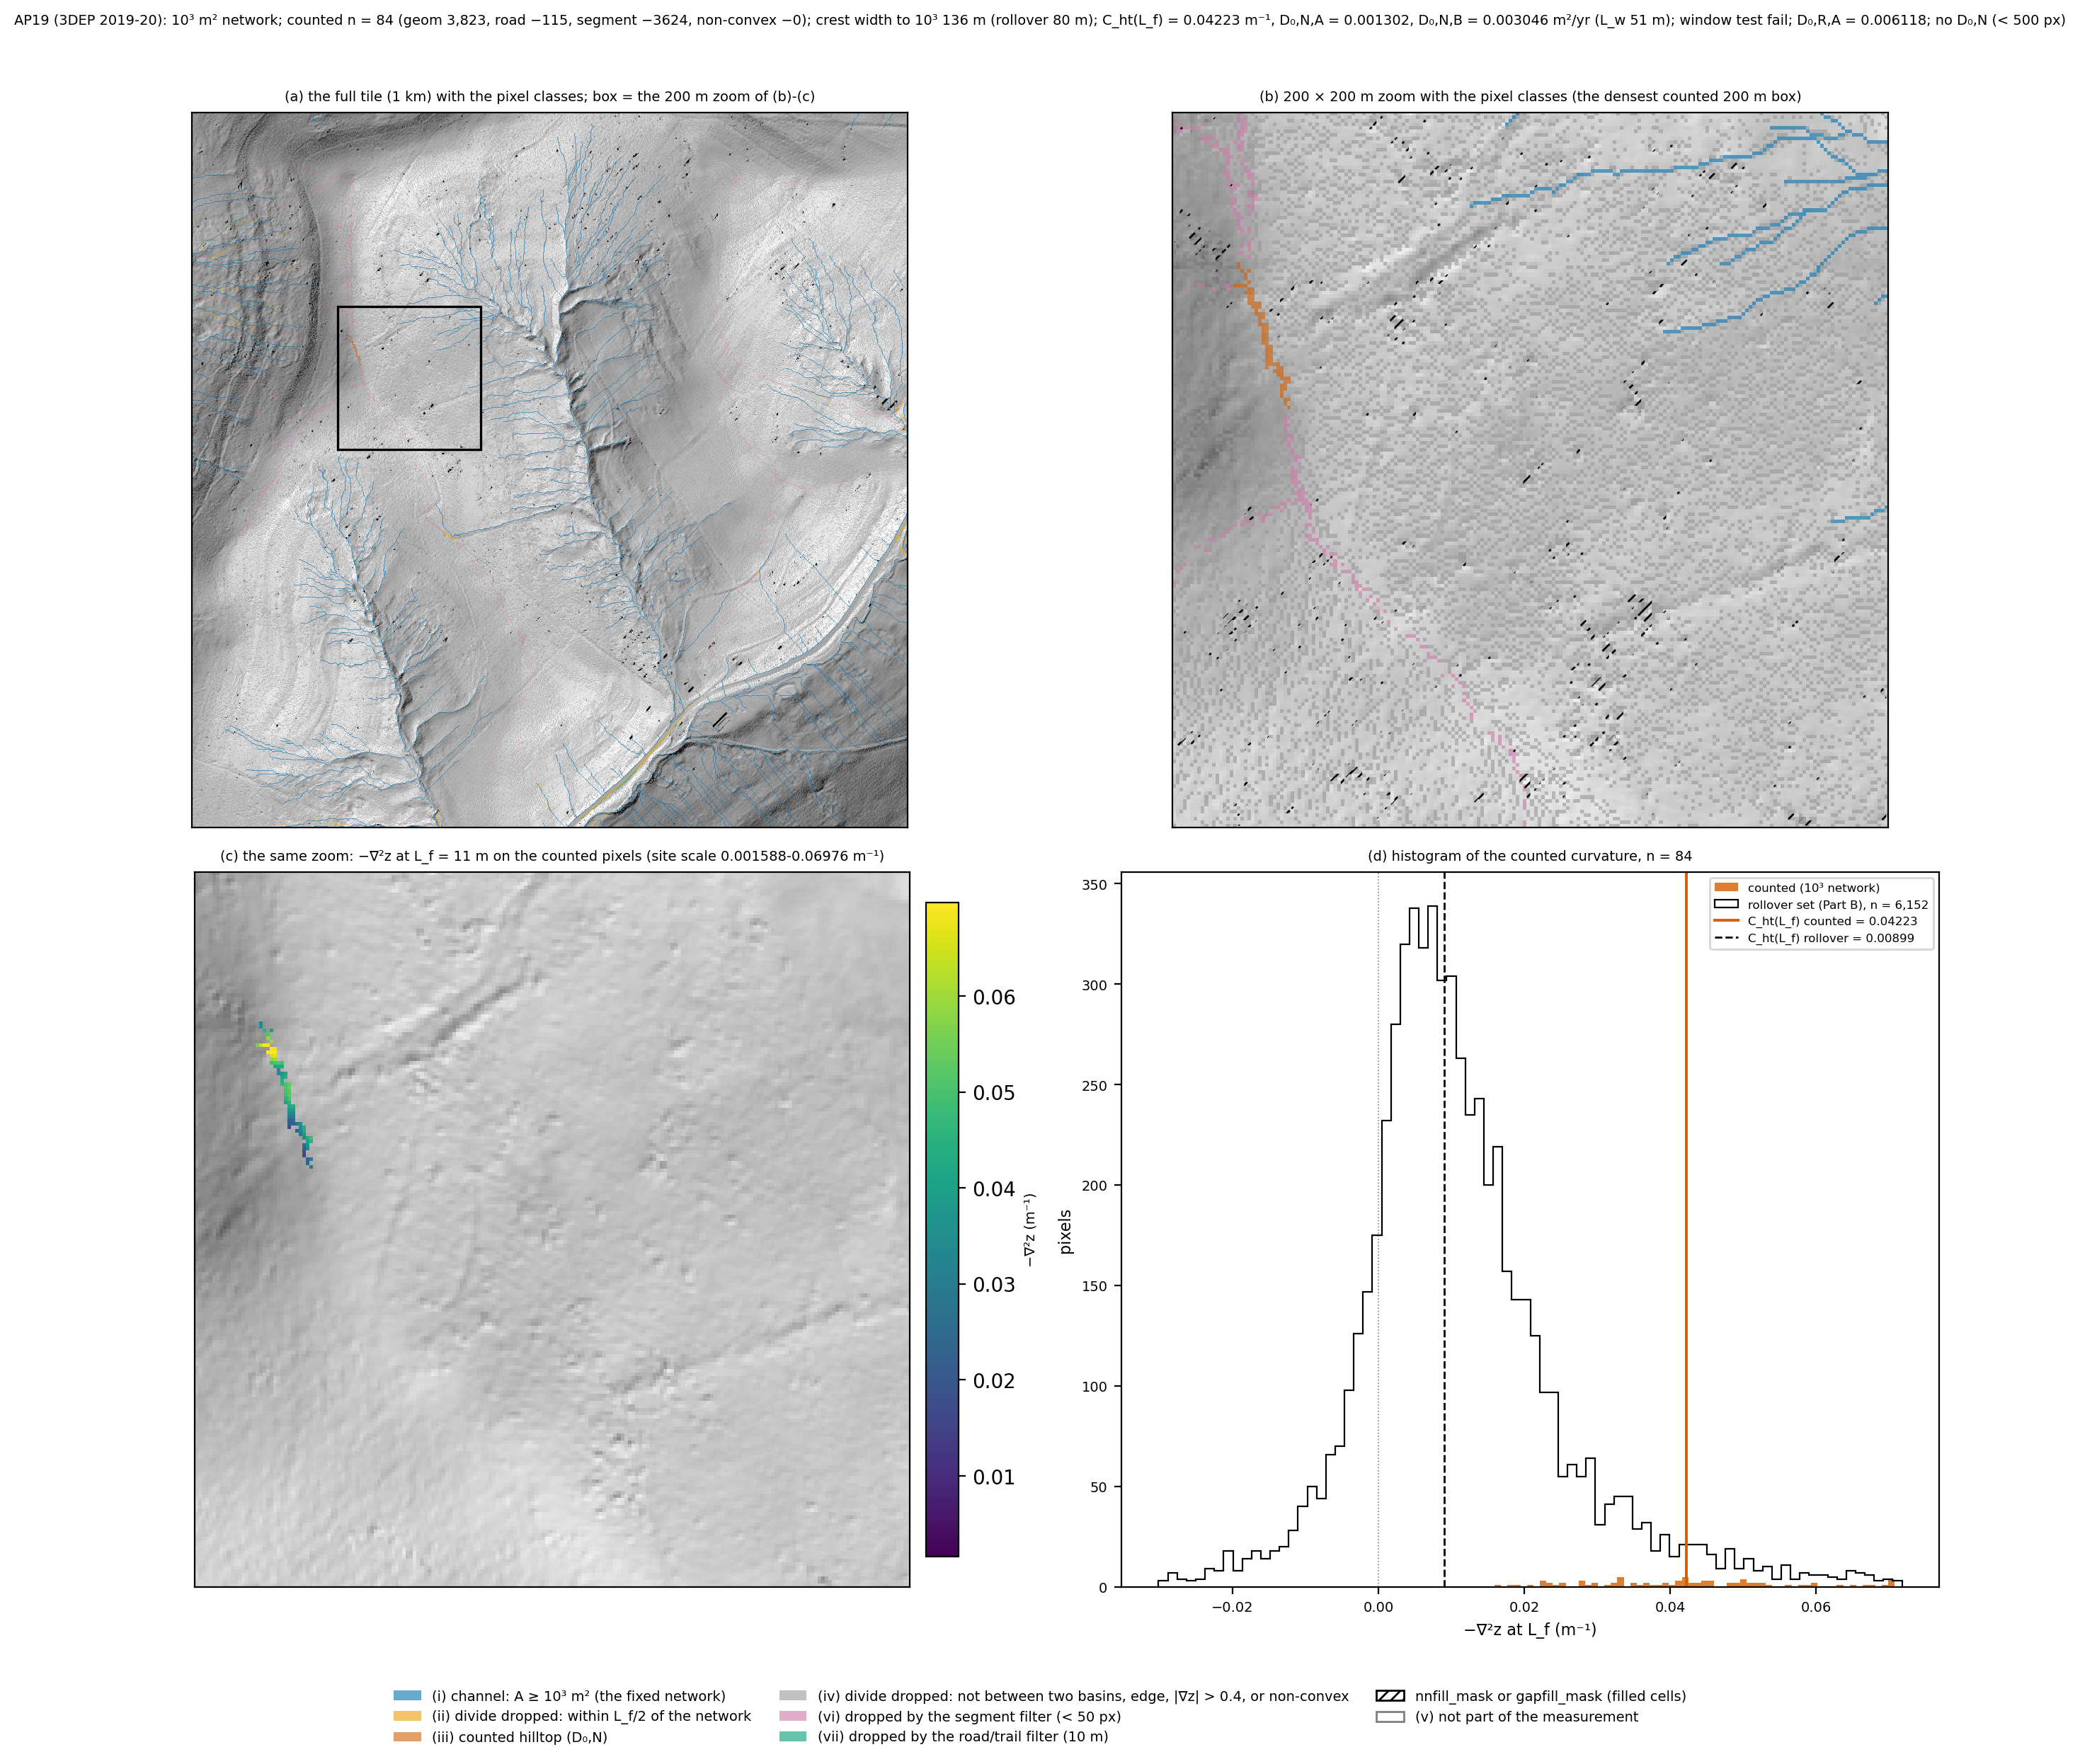 AP19 (3DEP 2019-20): 10³ m² network; counted n = 84 (geom 3,823, road −115, segment −3624, non-convex −0); crest width to 10³ 136 m (rollover 80 m); C_ht(L_f) = 0.04223 m⁻¹, D₀,N,A = 0.001302, D₀,N,B = 0.003046 m²/yr (L_w 51 m); window test fail; D₀,R,A = 0.006118; no D₀,N (< 500 px)
(a) the full tile (1 km) with the pixel classes; box = the 200 m zoom of (b)-(c)
(b) 200 × 200 m zoom with the pixel classes (the densest counted 200 m box)
(c) the same zoom: −∇²z at L_f = 11 m on the counted pixels (site scale 0.001588-0.06976 m⁻¹)
0.06
0.05
0.04
0.03
0.02
0.01
−∇²z (m⁻¹)
(d) histogram of the counted curvature, n = 84
counted (10³ network)
rollover set (Part B), n = 6,152
C_ht(L_f) counted = 0.04223
C_ht(L_f) rollover = 0.00899
350
300
250
200
150
100
50
0
pixels
−0.02
0.00
0.02
0.04
0.06
−∇²z at L_f (m⁻¹)
(i) channel: A ≥ 10³ m² (the fixed network)
(ii) divide dropped: within L_f/2 of the network
(iii) counted hilltop (D₀,N)
(iv) divide dropped: not between two basins, edge, |∇z| > 0.4, or non-convex
(vi) dropped by the segment filter (< 50 px)
(vii) dropped by the road/trail filter (10 m)
nnfill_mask or gapfill_mask (filled cells)
(v) not part of the measurement